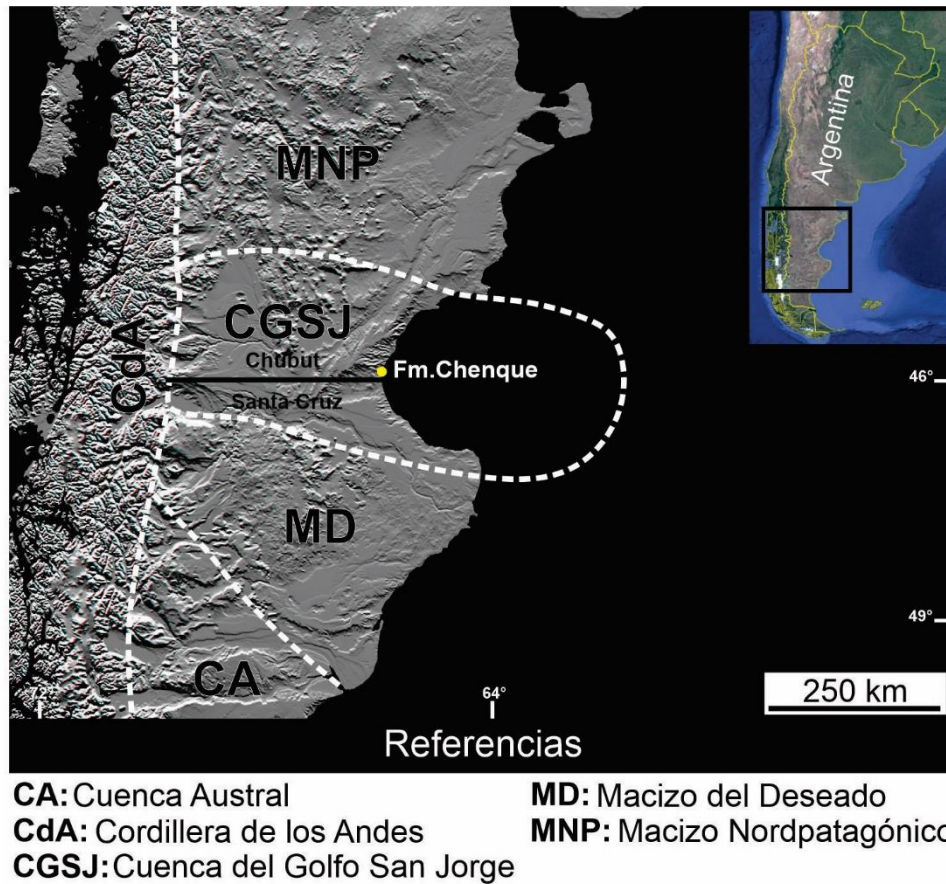 Argentina
MNP
CGSJ
Chubut
Fm.Chenque
CdA
46°
Santa Cruz
MD
49°
CA
72°
64°
250 km
Referencias
CA: Cuenca Austral
MD: Macizo del Deseado
CdA: Cordillera de los Andes
MNP: Macizo Nordpatagónico
CGSJ: Cuenca del Golfo San Jorge